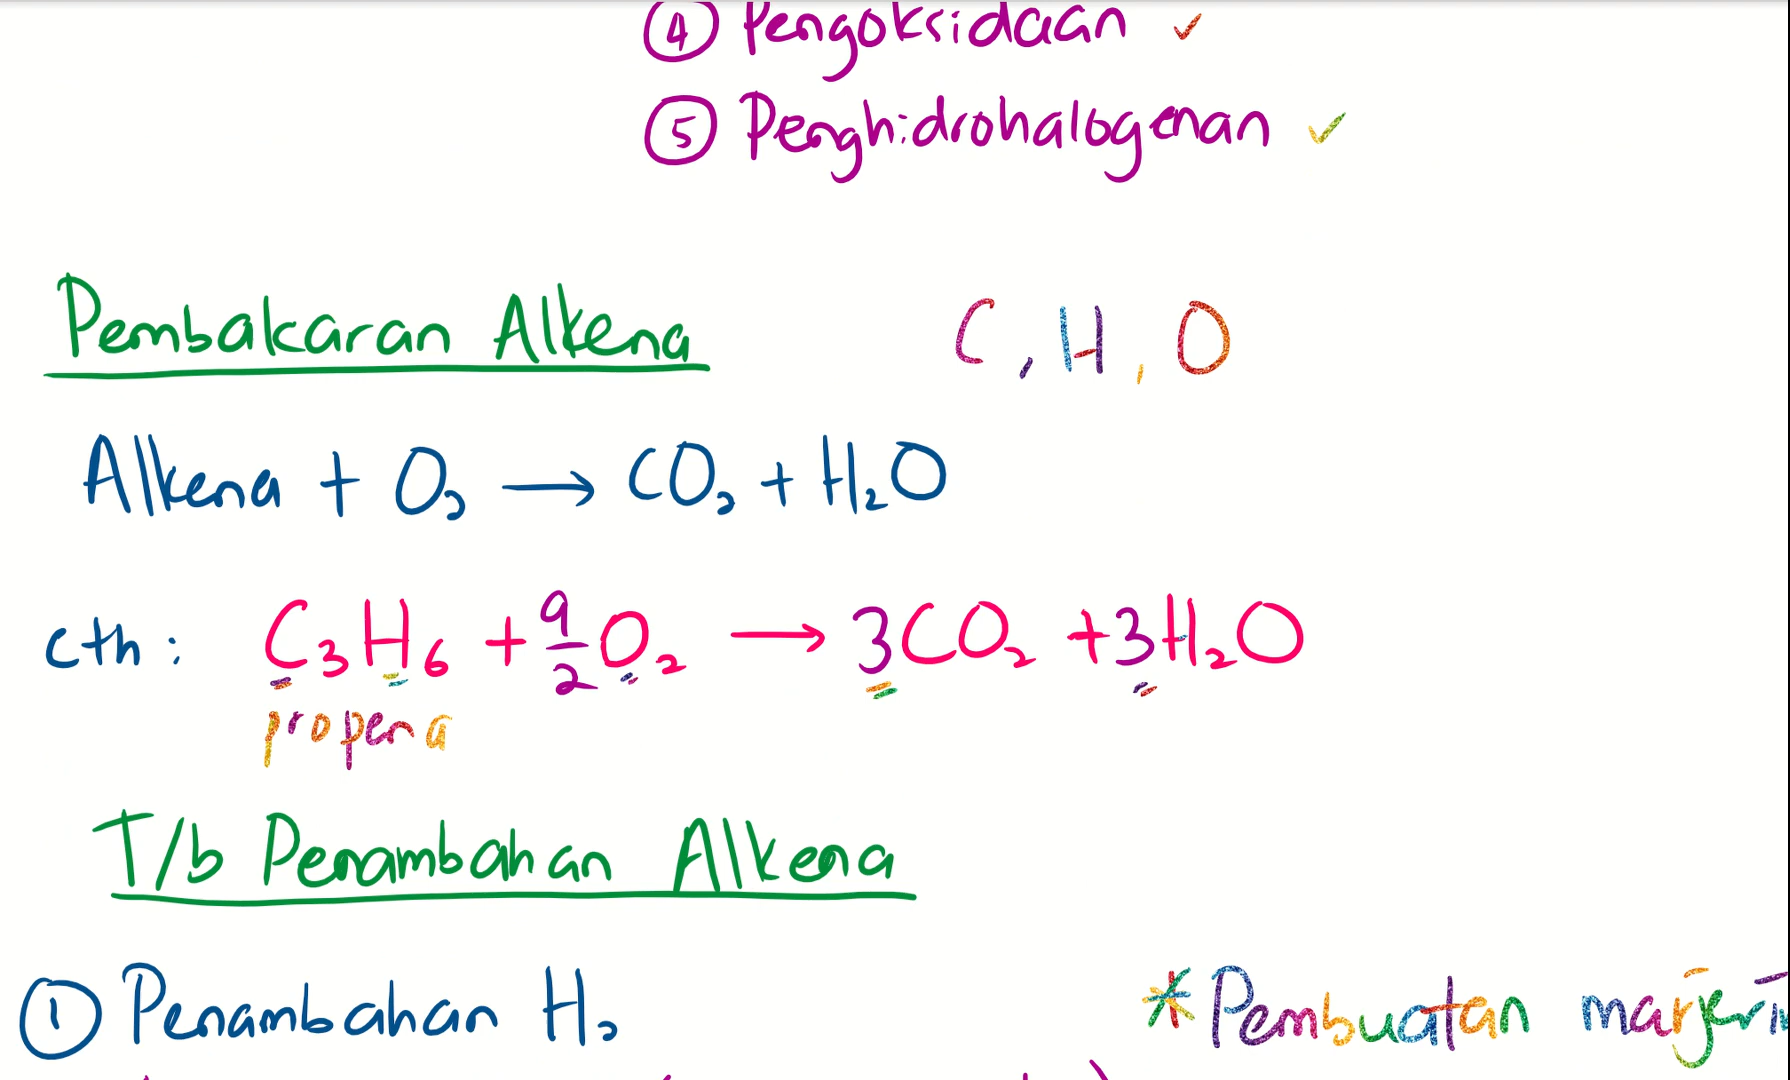 ④ Pengoksidaan ✓
⑤ Penghidrohalogenan ✓
Pembakaran Alkena
C, H, O
Alkena + O₂ → CO₂ + H₂O
cth : C₃H₆ + 9/2 O₂ → 3CO₂ + 3H₂O
propena
T/b Penambahan Alkena
① Penambahan H₂
* Pembuatan marjerin